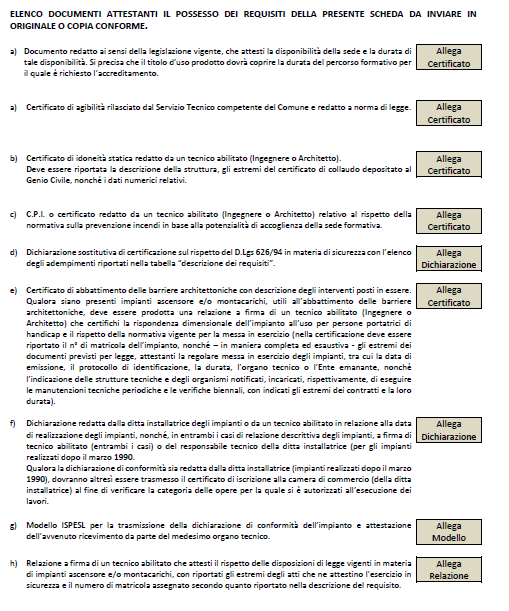 ELENCO DOCUMENTI ATTESTANTI IL POSSESSO DEI REQUISITI DELLA PRESENTE SCHEDA DA INVIARE IN
ORIGINALE O COPIA CONFORME.
a) Documento redatto ai sensi della legislazione vigente, che attesti la disponibilità della sede e la durata di
tale disponibilità. Si precisa che il titolo d'uso prodotto dovrà coprire la durata del percorso formativo per
il quale è richiesto l'accreditamento.
Allega
Certificato
a) Certificato di agibilità rilasciato dal Servizio Tecnico competente del Comune e redatto a norma di legge.
Allega
Certificato
b) Certificato di idoneità statica redatto da un tecnico abilitato (Ingegnere o Architetto).
Deve essere riportata la descrizione della struttura, gli estremi del certificato di collaudo depositato al
Genio Civile, nonché i dati numerici relativi.
Allega
Certificato
c) C.P.I. o certificato redatto da un tecnico abilitato (Ingegnere o Architetto) relativo al rispetto della
normativa sulla prevenzione incendi in base alla potenzialità di accoglienza della sede formativa.
Allega
Certificato
d) Dichiarazione sostitutiva di certificazione sul rispetto del D.Lgs 626/94 in materia di sicurezza con l'elenco
degli adempimenti riportati nella tabella "descrizione dei requisiti".
Allega
Dichiarazione
e) Certificato di abbattimento delle barriere architettoniche con descrizione degli interventi posti in essere.
Qualora siano presenti impianti ascensore e/o montacarichi, utili all'abbattimento delle barriere
architettoniche, deve essere prodotta una relazione a firma di un tecnico abilitato (Ingegnere o
Architetto) che certifichi la rispondenza dimensionale dell'impianto all'uso per persone portatrici di
handicap e il rispetto della normativa vigente per la messa in esercizio (nella certificazione deve essere
riportato il n° di matricola dell'impianto, nonché – in maniera completa ed esaustiva - gli estremi dei
documenti previsti per legge, attestanti la regolare messa in esercizio degli impianti, tra cui la data di
emissione, il protocollo di identificazione, la durata, l'organo tecnico o l'Ente emanante, nonché
l'indicazione delle strutture tecniche e degli organismi notificati, incaricati, rispettivamente, di eseguire
le manutenzioni tecniche periodiche e le verifiche biennali, con indicati gli estremi dei contratti e la loro
durata).
Allega
Certificato
f) Dichiarazione redatta dalla ditta installatrice degli impianti o da un tecnico abilitato in relazione alla data
di realizzazione degli impianti, nonché, in entrambi i casi di relazione descrittiva degli impianti, a firma di
tecnico abilitato (entrambi i casi) o del responsabile tecnico della ditta installatrice (per gli impianti
realizzati dopo il marzo 1990.
Qualora la dichiarazione di conformità sia redatta dalla ditta installatrice (impianti realizzati dopo il marzo
1990), dovranno altresì essere trasmesso il certificato di iscrizione alla camera di commercio (della ditta
installatrice) al fine di verificare la categoria delle opere per la quale si è autorizzati all'esecuzione dei
lavori.
Allega
Dichiarazione
g) Modello ISPESL per la trasmissione della dichiarazione di conformità dell'impianto e attestazione
dell'avvenuto ricevimento da parte del medesimo organo tecnico.
Allega
Modello
h) Relazione a firma di un tecnico abilitato che attesti il rispetto delle disposizioni di legge vigenti in materia
di impianti ascensore e/o montacarichi, con riportati gli estremi degli atti che ne attestino l'esercizio in
sicurezza e il numero di matricola assegnato secondo quanto riportato nella descrizione del requisito.
Allega
Relazione